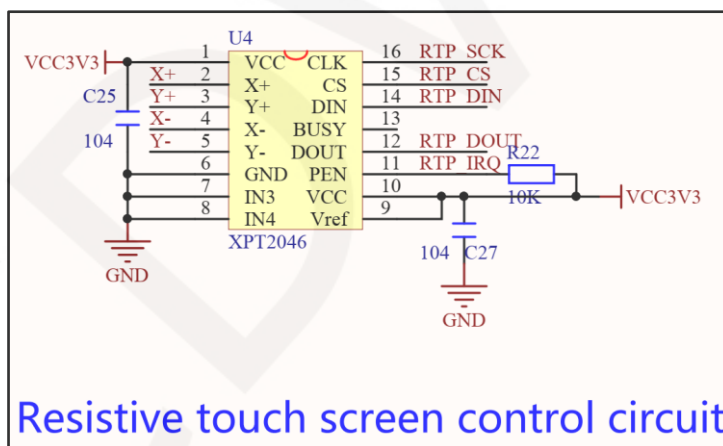 U4
1 VCC CLK 16 RTP_SCK
VCC3V3
X+ 2 X+ CS 15 RTP_CS
Y+ 3 Y+ DIN 14 RTP_DIN
C25
X- 4 X- BUSY 13
104
Y- 5 Y- DOUT 12 RTP_DOUT
6 GND PEN 11 RTP_IRQ R22
7 IN3 VCC 10 10K VCC3V3
8 IN4 Vref 9
XPT2046
104 C27
GND
GND
Resistive touch screen control circuit